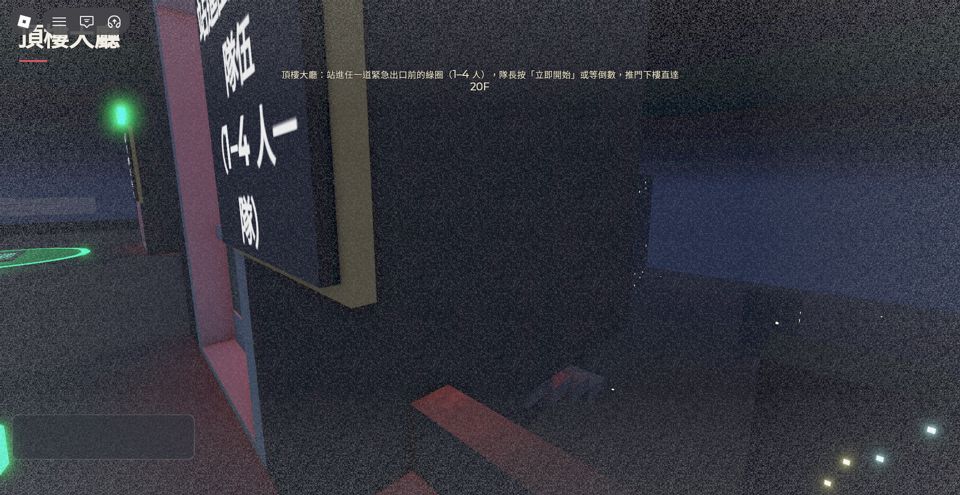 頂樓大廳
頂樓大廳：站進任一道緊急出口前的綠圈（1–4 人），隊長按「立即開始」或等倒數，推門下樓直達
20F
隊伍
(1–4 人一
隊)